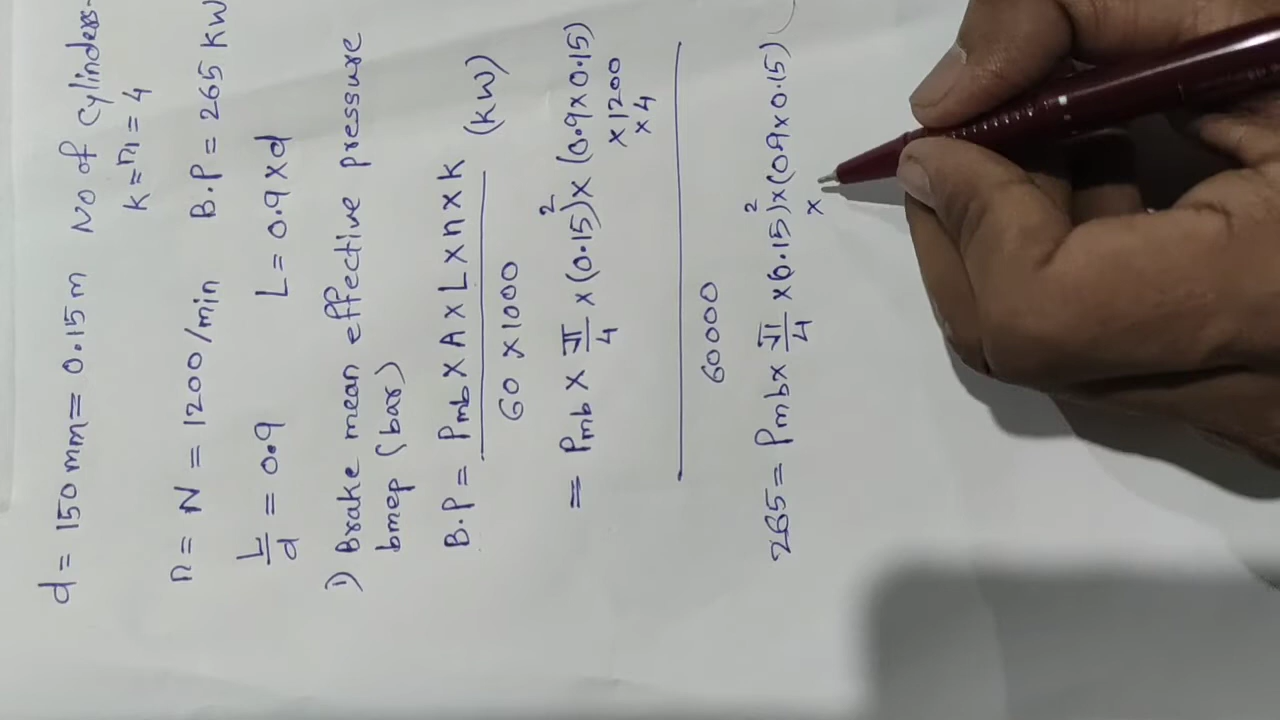 d = 150 mm = 0.15 m No of cylinders
k = n₁ = 4
n = N = 1200/min B.P = 265 kW
L/d = 0.9 L = 0.9 x d
1) Brake mean effective pressure
bmep (bar)
B.P = Pmb x A x L x n x k (kW)
60 x 1000
= Pmb x π/4 x (0.15)² x (0.9 x 0.15)
x 1200
x 4
60000
265 = Pmb x π/4 x (0.15)² x (0.9 x 0.15)
x